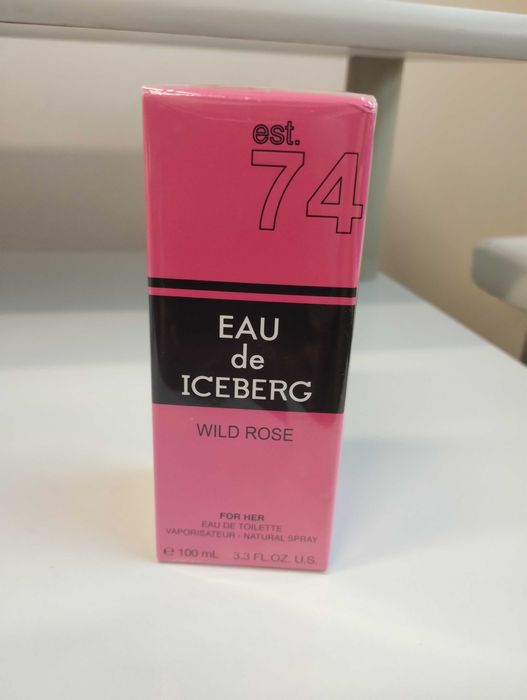 est.
74
EAU
de
ICEBERG
WILD ROSE
FOR HER
EAU DE TOILETTE
VAPORISATEUR - NATURAL SPRAY
℮ 100 mL 3.3 FL.OZ. U.S.